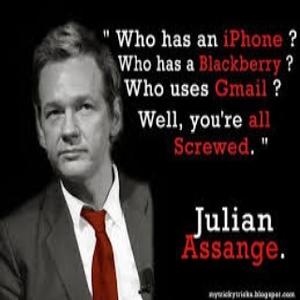 " Who has an iPhone ?
Who has a Blackberry ?
Who uses Gmail ?
Well, you're all
Screwed. "
Julian
Assange.
mytrickytricks.blogspot.com